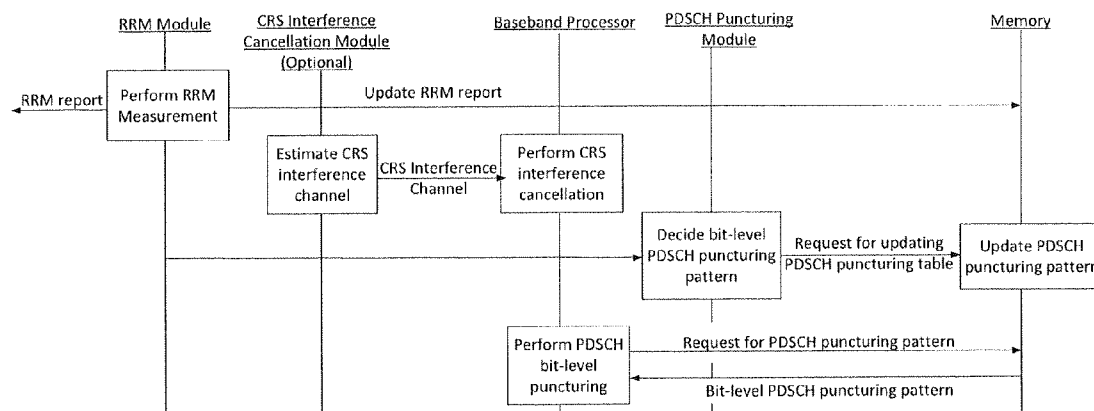 RRM Module
CRS Interference
Cancellation Module
(Optional)
Baseband Processor
PDSCH Puncturing
Module
Memory
RRM report
Perform RRM
Measurement
Update RRM report
Estimate CRS
interference
channel
CRS Interference
Channel
Perform CRS
interference
cancellation
Decide bit-level
PDSCH puncturing
pattern
Request for updating
PDSCH puncturing table
Update PDSCH
puncturing pattern
Perform PDSCH
bit-level
puncturing
Request for PDSCH puncturing pattern
Bit-level PDSCH puncturing pattern